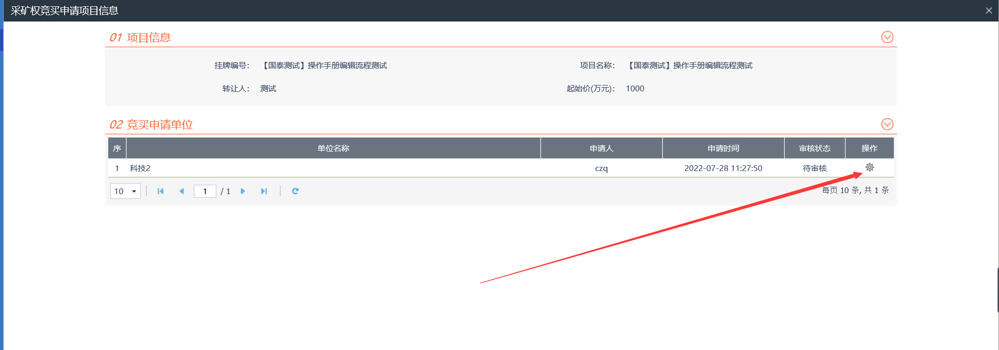 采矿权竞买申请项目信息
01 项目信息
挂牌编号： 【国泰测试】操作手册编辑流程测试 项目名称： 【国泰测试】操作手册编辑流程测试
转让人： 测试 起始价(万元)： 1000
02 竞买申请单位
序 单位名称 申请人 申请时间 审核状态 操作
1 科技2 czq 2022-07-28 11:27:50 待审核
10 1 / 1 每页 10 条, 共 1 条